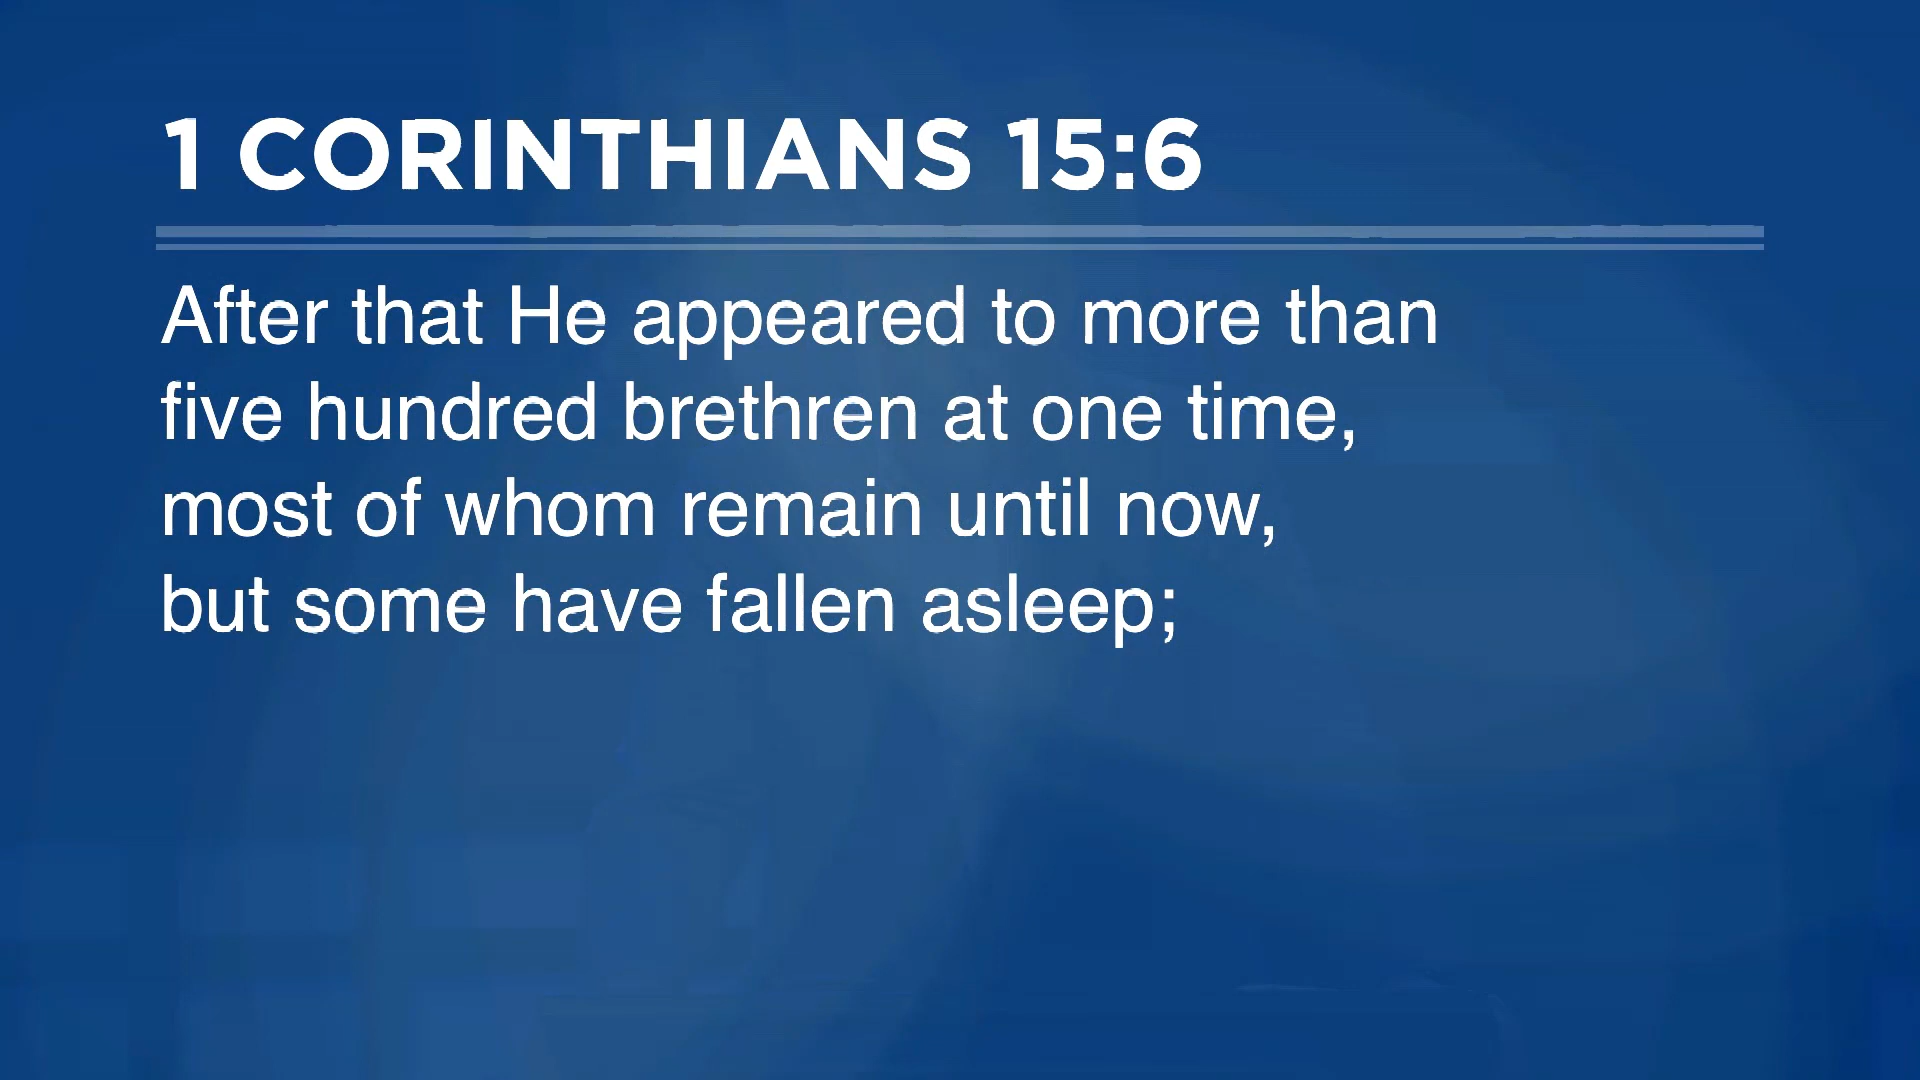 1 CORINTHIANS 15:6
After that He appeared to more than
five hundred brethren at one time,
most of whom remain until now,
but some have fallen asleep;